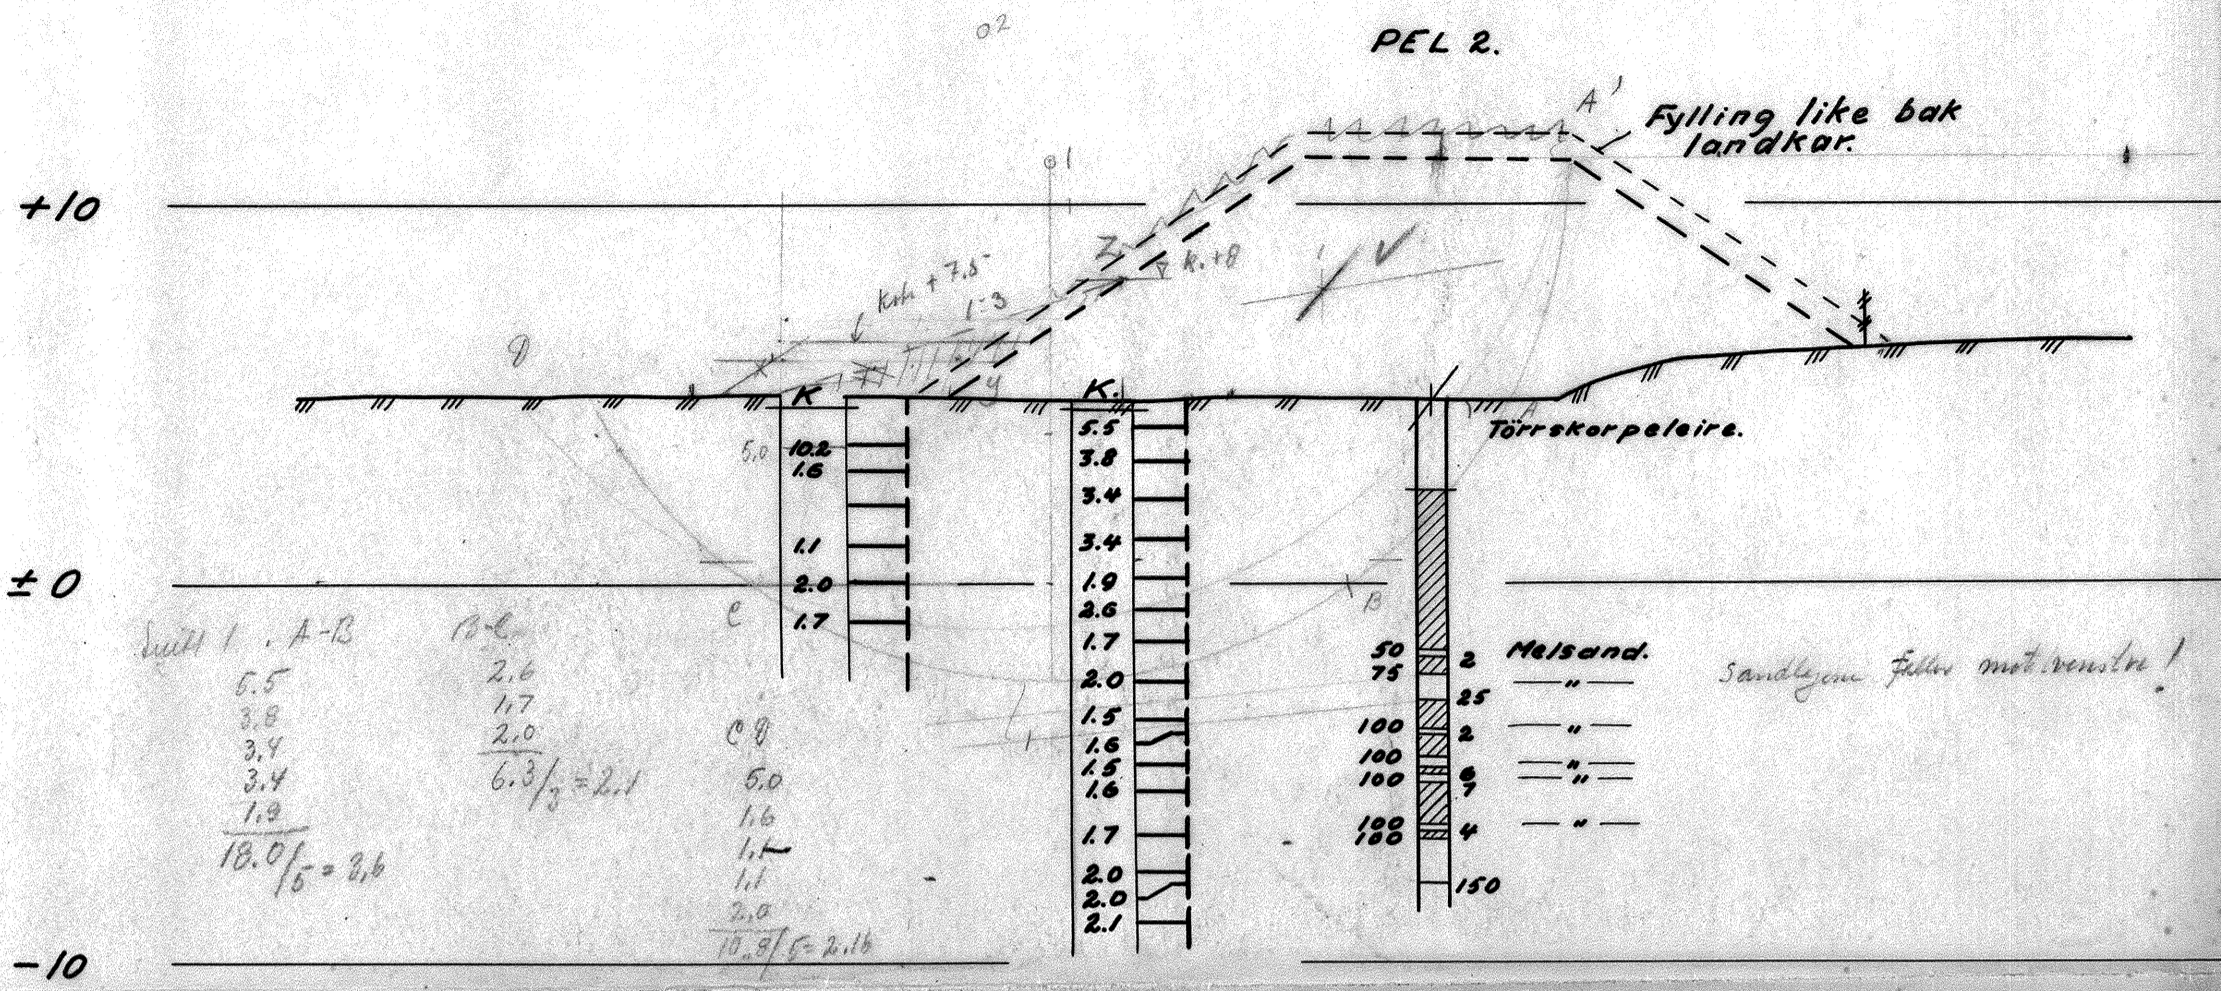 02
PEL 2.
A'
Fylling like bak
landkar.
1
+10
Z
k. +8
+ 7.5
1:3
D
K
K.
y
A
Törrskorpeleire.
5.0
10.2
1.6
1.1
2.0
1.7
5.5
3.8
3.4
3.4
1.9
2.6
1.7
2.0
1.5
1.6
1.5
1.6
1.7
2.0
2.0
2.1
± 0
B
C
50
75
100
100
100
100
100
2
25
2
6
7
4
150
Melsand.
— " —
— " —
— " —
— " —
— " —
mot venstre!
1 . A-B
5.5
3.8
3.4
3.4
1.9
18.0/5 = 3,6
B-C
2.6
1,7
2.0
6.3/3 = 2.1
C D
5.0
1.6
1.1
1.1
2.0
10.8/5 = 2.16
-10